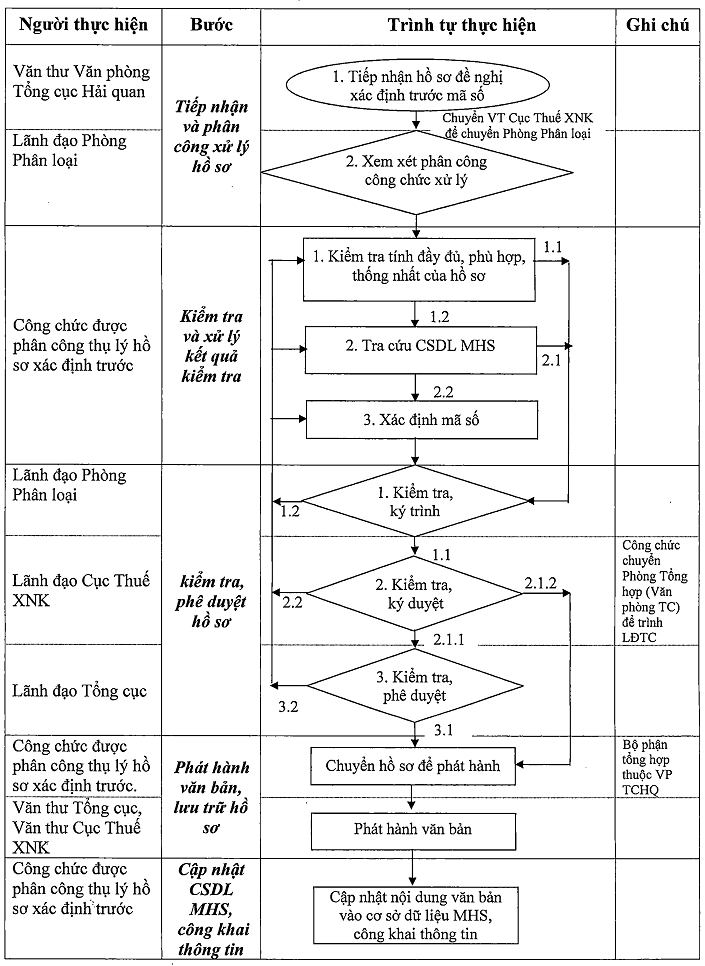 Người thực hiện
Bước
Trình tự thực hiện
Ghi chú
Văn thư Văn phòng
Tổng cục Hải quan
Tiếp nhận
và phân
công xử lý
hồ sơ
1. Tiếp nhận hồ sơ đề nghị
xác định trước mã số
Chuyển VT Cục Thuế XNK
để chuyển Phòng Phân loại
Lãnh đạo Phòng
Phân loại
2. Xem xét phân công
công chức xử lý
Công chức được
phân công thụ lý hồ
sơ xác định trước
Kiểm tra
và xử lý
kết quả
kiểm tra
1. Kiểm tra tính đầy đủ, phù hợp,
thống nhất của hồ sơ
1.1
1.2
2. Tra cứu CSDL MHS
2.1
2.2
3. Xác định mã số
Lãnh đạo Phòng
Phân loại
kiểm tra,
phê duyệt
hồ sơ
1. Kiểm tra,
ký trình
1.2
1.1
Lãnh đạo Cục Thuế
XNK
2. Kiểm tra,
ký duyệt
2.2
2.1.2
2.1.1
Công chức
chuyển
Phòng Tổng
hợp (Văn
phòng TC)
để trình
LĐTC
Lãnh đạo Tổng cục
3. Kiểm tra,
phê duyệt
3.2
3.1
Công chức được
phân công thụ lý hồ
sơ xác định trước.
Phát hành
văn bản,
lưu trữ hồ
sơ
Chuyển hồ sơ để phát hành
Bộ phận
tổng hợp
thuộc VP
TCHQ
Văn thư Tổng cục,
Văn thư Cục Thuế
XNK
Phát hành văn bản
Công chức được
phân công thụ lý hồ
sơ xác định trước
Cập nhật
CSDL
MHS,
công khai
thông tin
Cập nhật nội dung văn bản
vào cơ sở dữ liệu MHS,
công khai thông tin